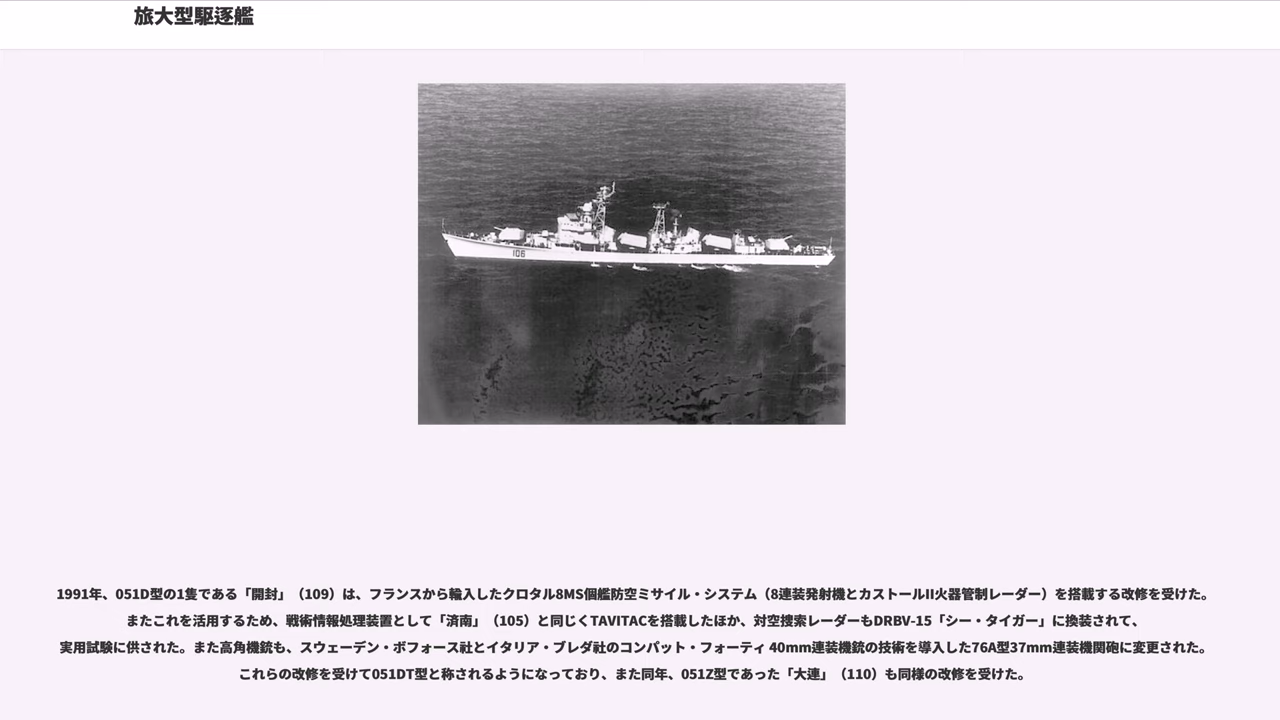 旅大型駆逐艦
106
1991年、051D型の1隻である「開封」（109）は、フランスから輸入したクロタル8MS個艦防空ミサイル・システム（8連装発射機とカストールII火器管制レーダー）を搭載する改修を受けた。
またこれを活用するため、戦術情報処理装置として「済南」（105）と同じくTAVITACを搭載したほか、対空捜索レーダーもDRBV-15「シー・タイガー」に換装されて、
実用試験に供された。また高角機銃も、スウェーデン・ボフォース社とイタリア・ブレダ社のコンパット・フォーティ 40mm連装機銃の技術を導入した76A型37mm連装機関砲に変更された。
これらの改修を受けて051DT型と称されるようになっており、また同年、051Z型であった「大連」（110）も同様の改修を受けた。